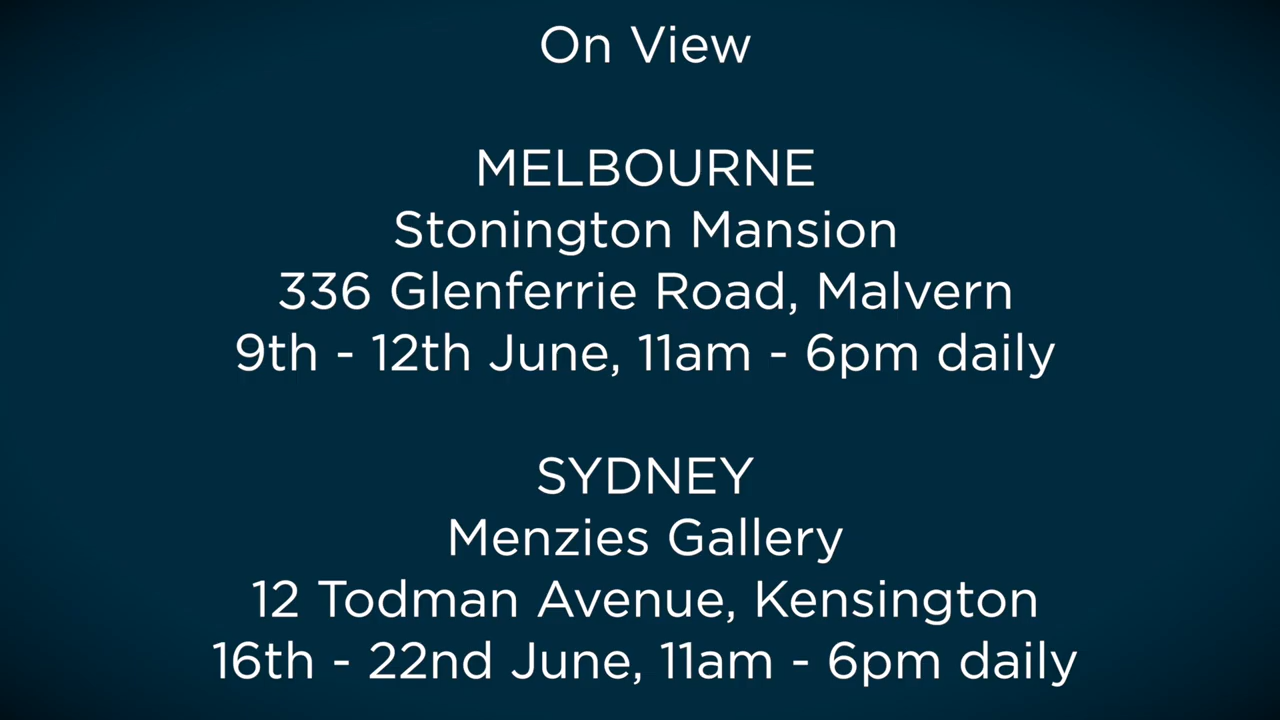 On View
MELBOURNE
Stonington Mansion
336 Glenferrie Road, Malvern
9th - 12th June, 11am - 6pm daily
SYDNEY
Menzies Gallery
12 Todman Avenue, Kensington
16th - 22nd June, 11am - 6pm daily